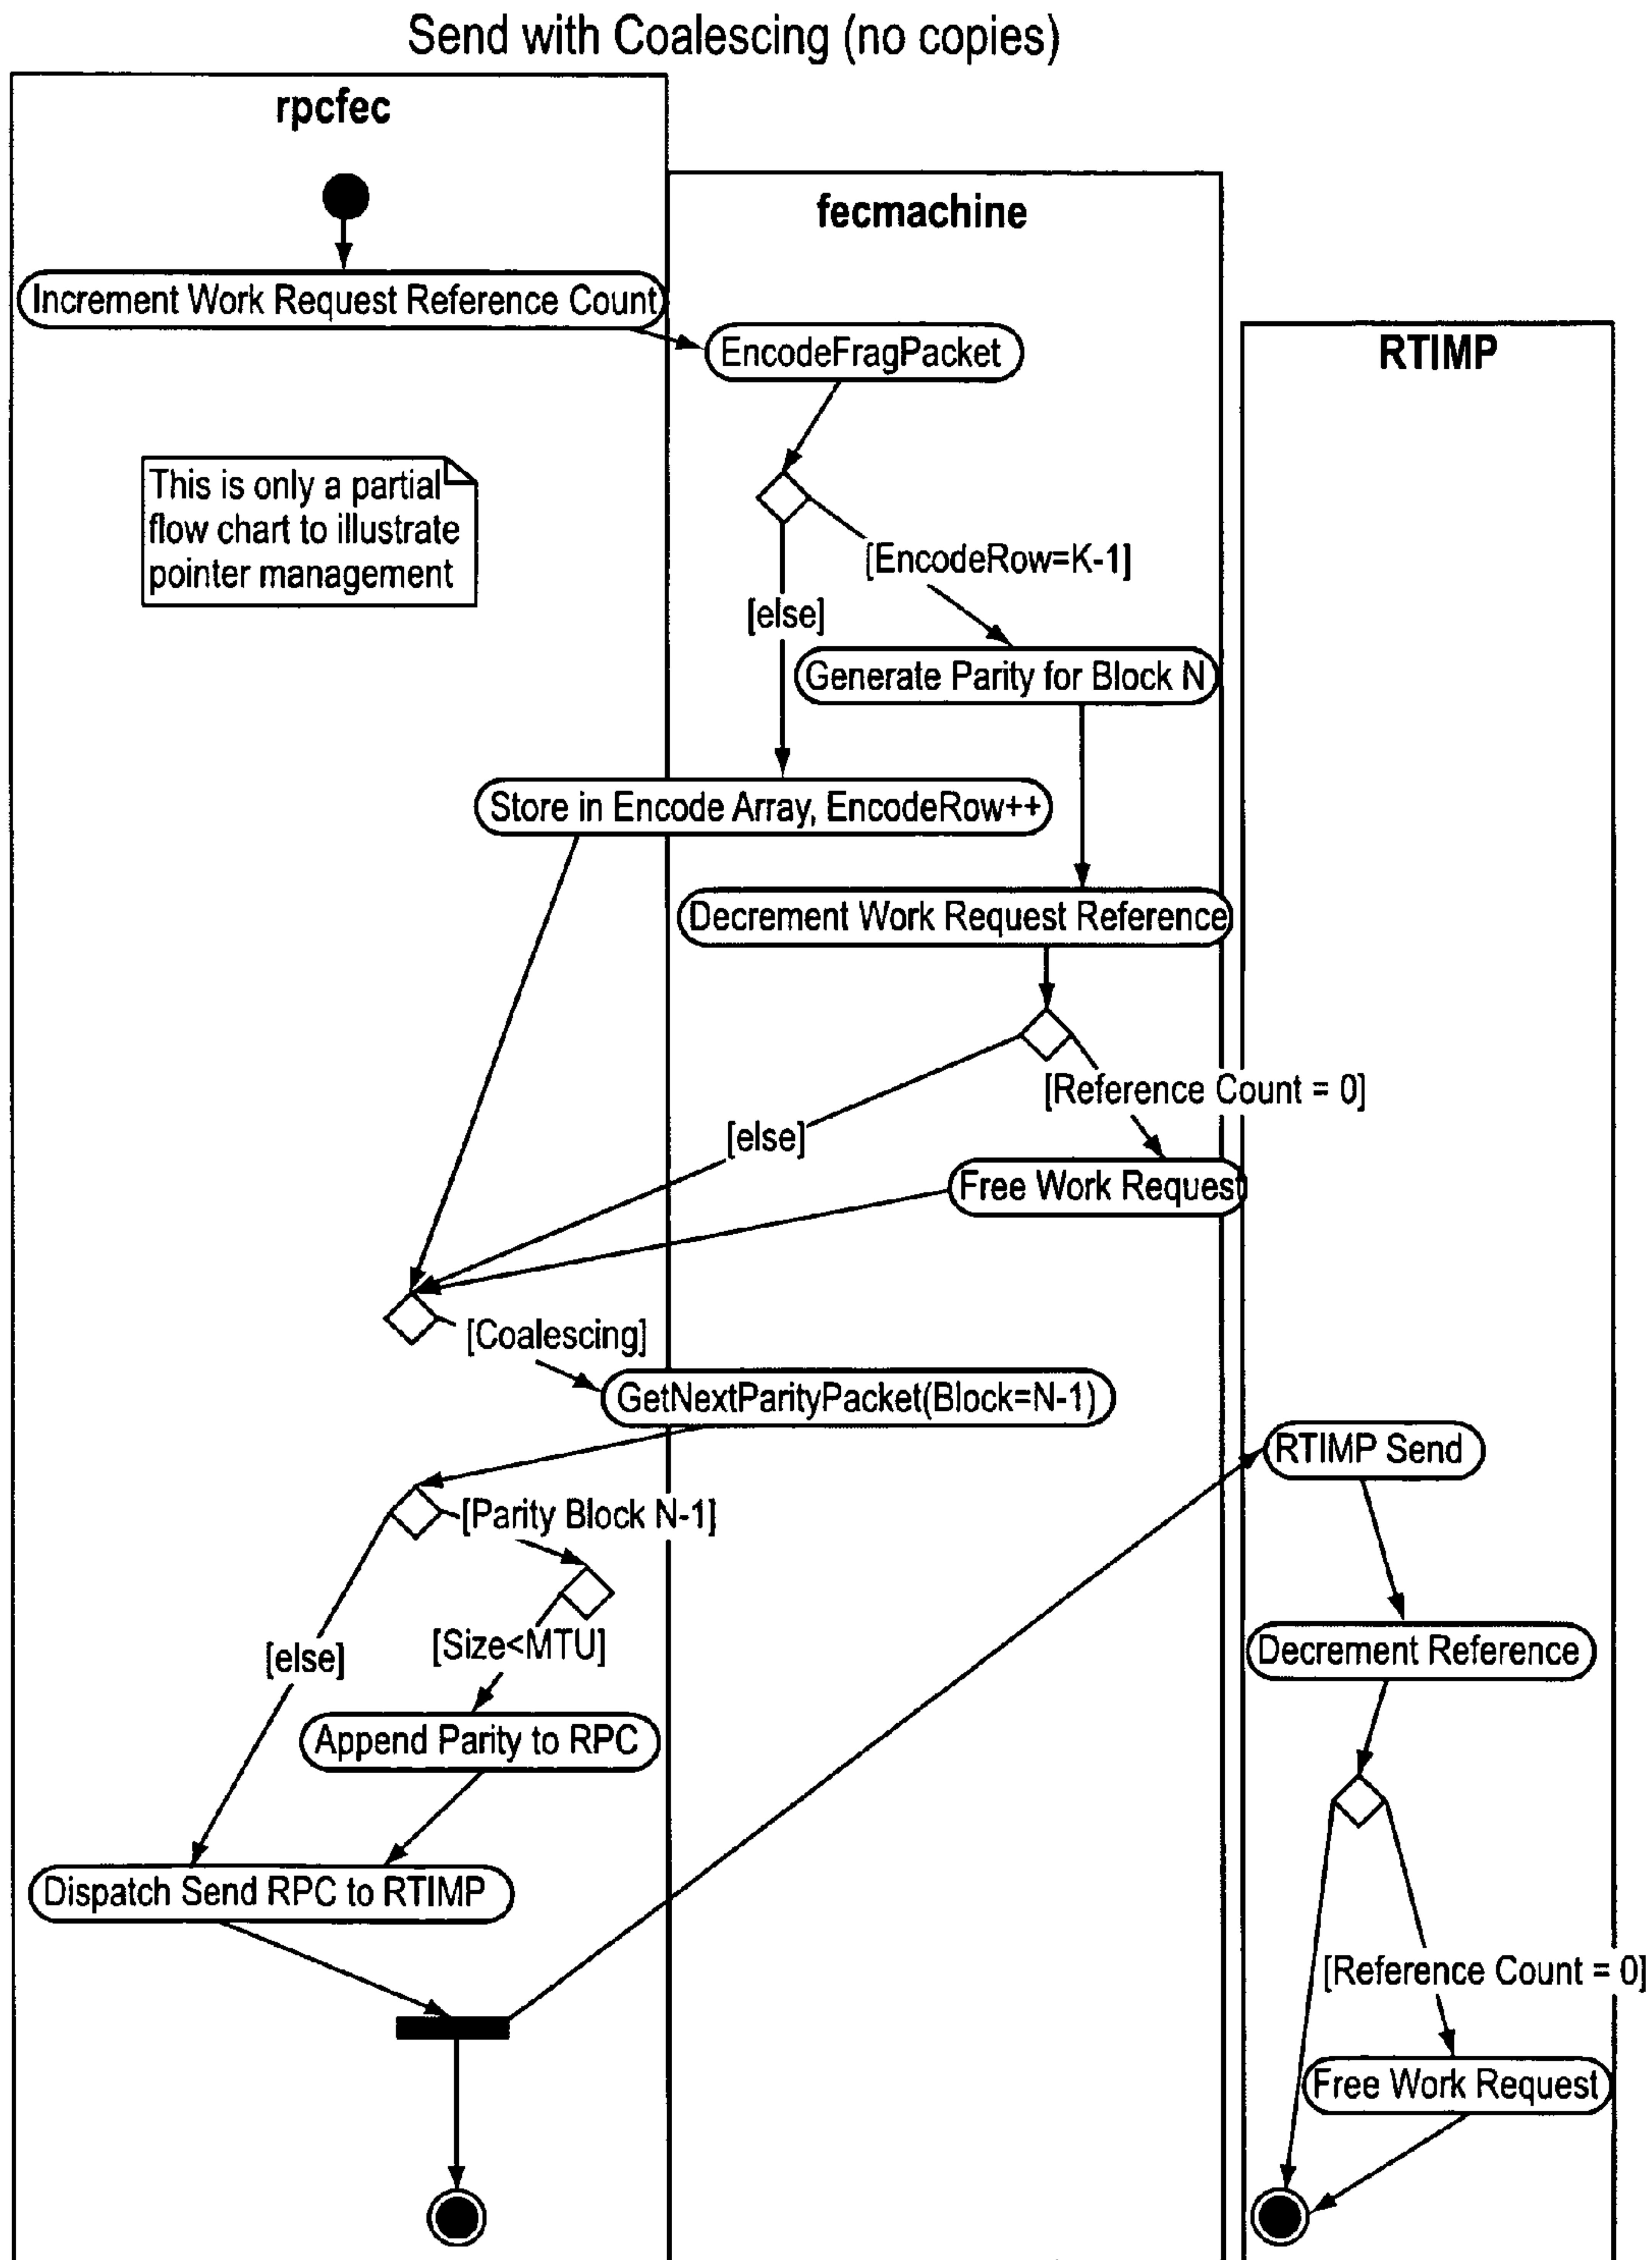 Send with Coalescing (no copies)
rpcfec
fecmachine
Increment Work Request Reference Count
EncodeFragPacket
RTIMP
This is only a partial
flow chart to illustrate
pointer management
[EncodeRow=K-1]
[else]
Generate Parity for Block N
Store in Encode Array, EncodeRow++
Decrement Work Request Reference
[Reference Count = 0]
[else]
Free Work Request
[Coalescing]
GetNextParityPacket(Block=N-1)
RTIMP Send
[Parity Block N-1]
[else]
[Size<MTU]
Decrement Reference
Append Parity to RPC
Dispatch Send RPC to RTIMP
[Reference Count = 0]
Free Work Request